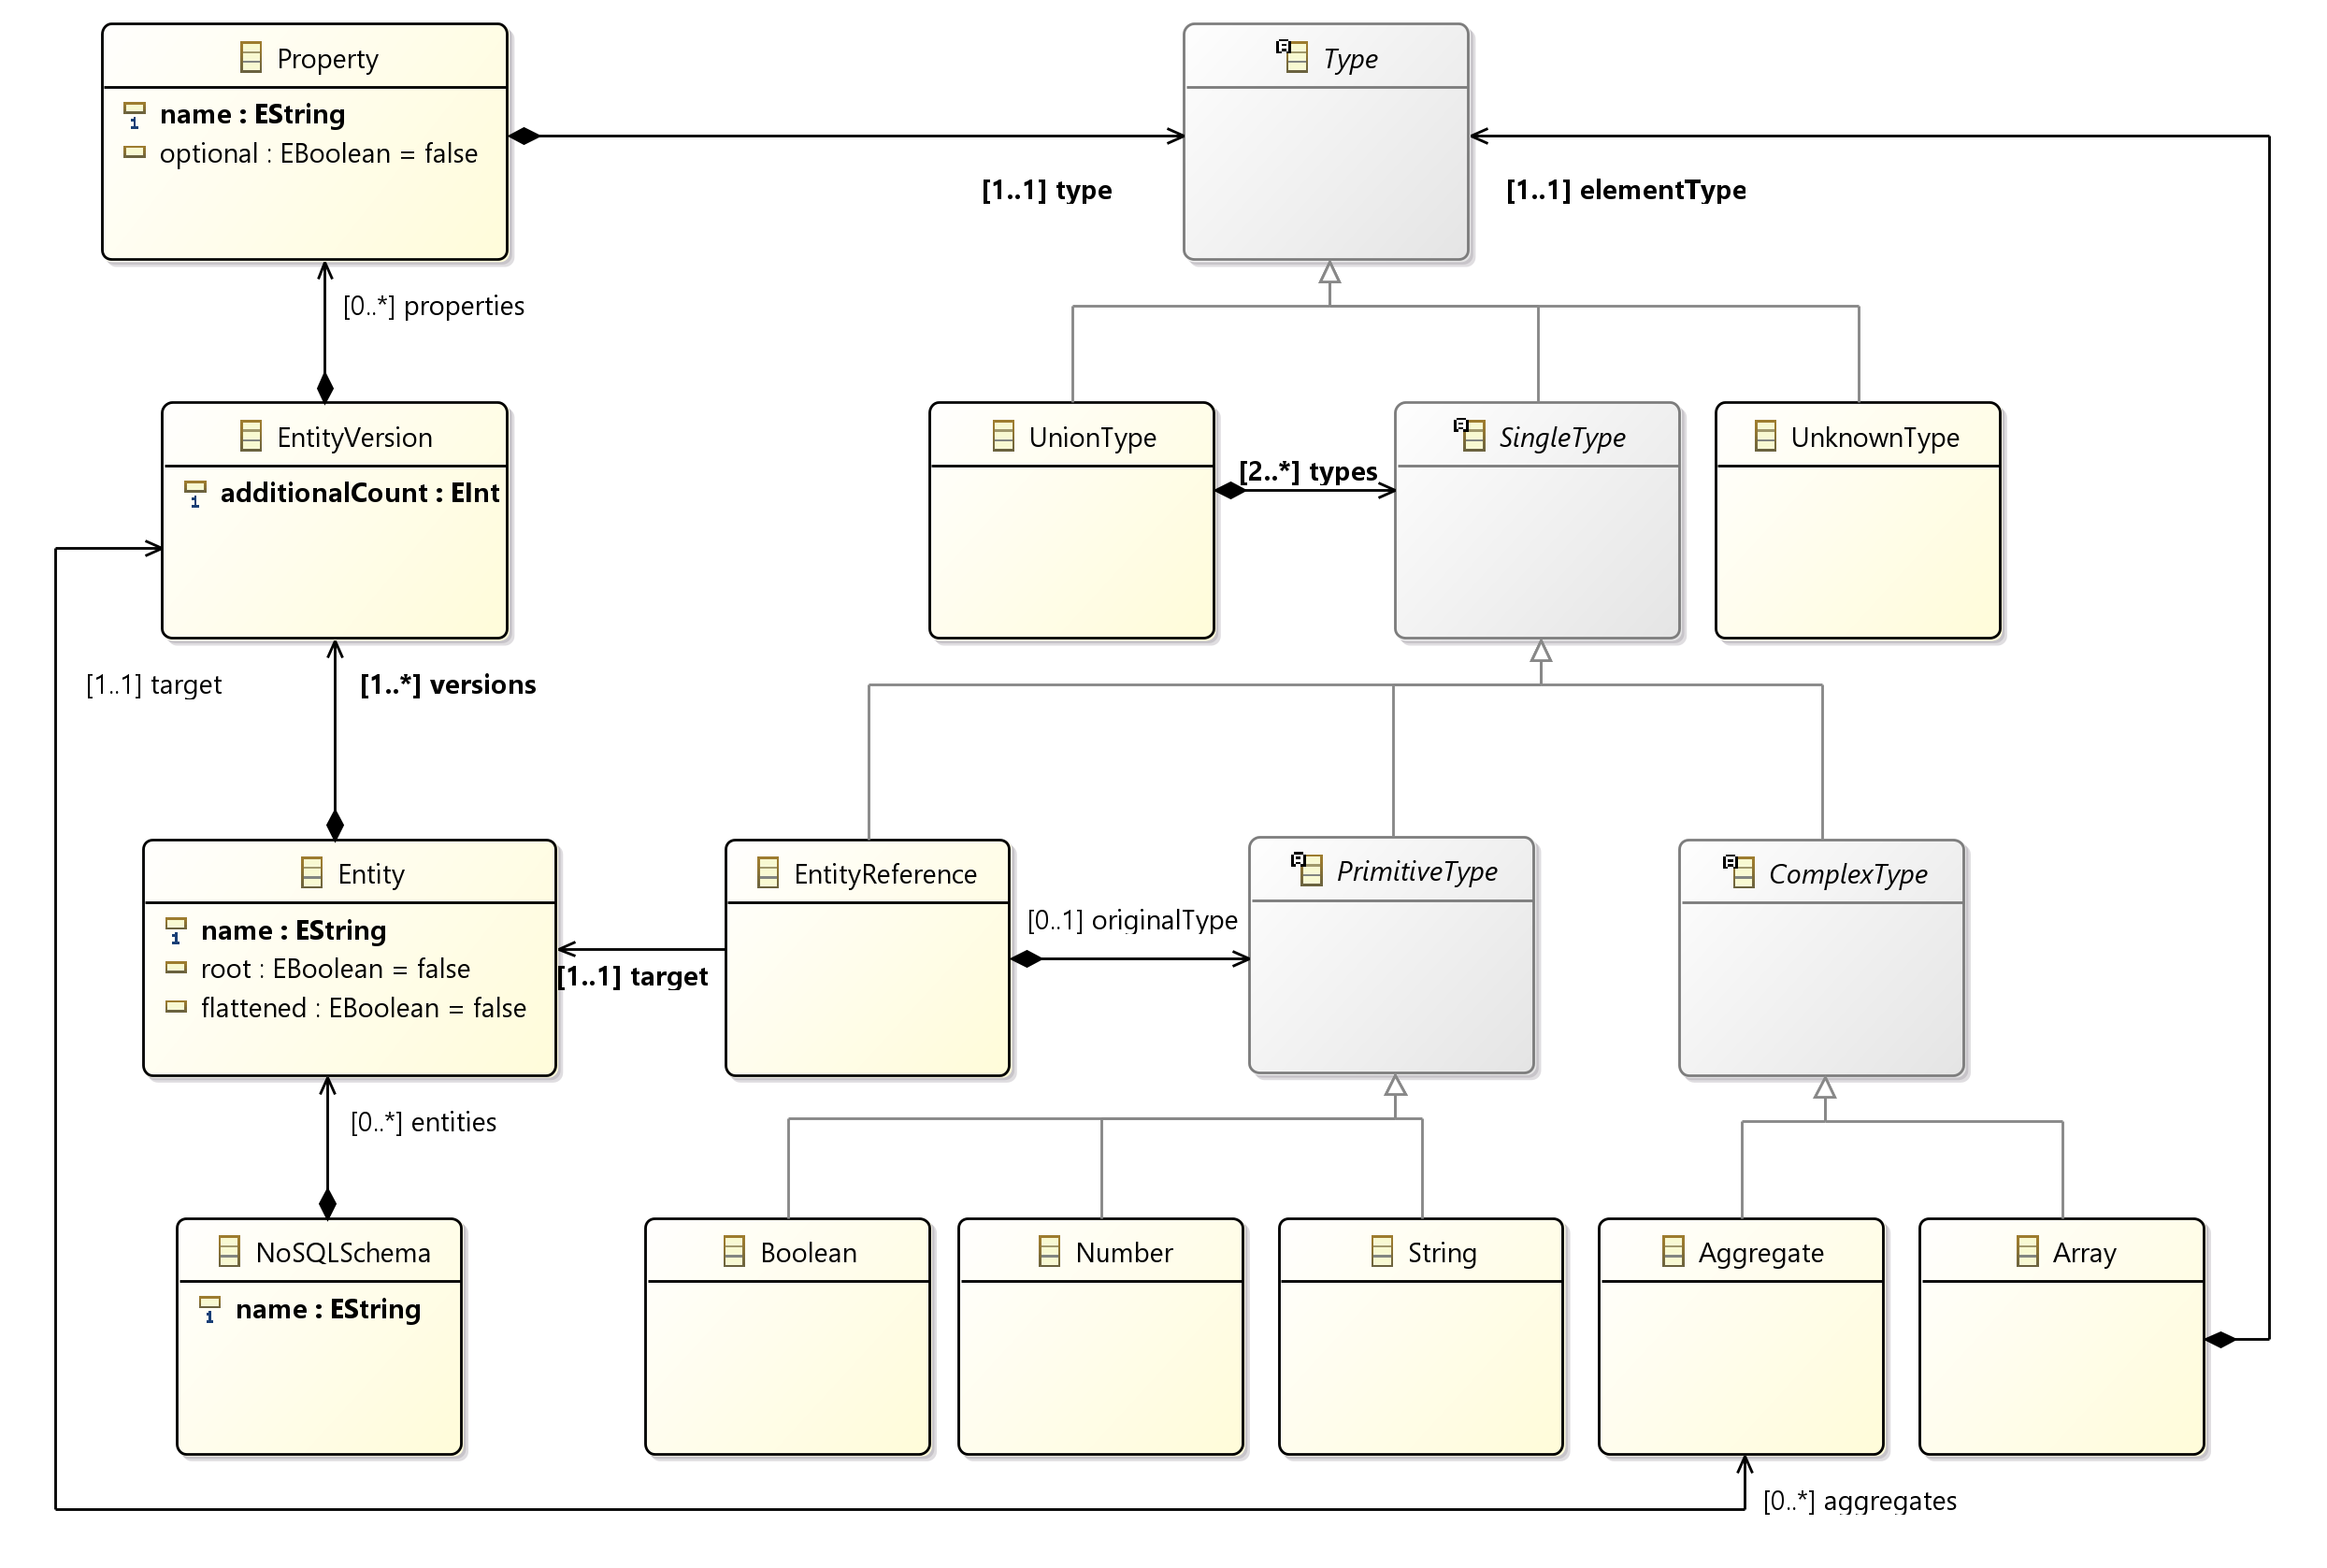 Property
name : EString
optional : EBoolean = false
Type
[1..1] type
[1..1] elementType
[0..*] properties
EntityVersion
additionalCount : EInt
UnionType
[2..*] types
SingleType
UnknownType
[1..1] target
[1..*] versions
Entity
name : EString
root : EBoolean = false
flattened : EBoolean = false
[1..1] target
EntityReference
[0..1] originalType
PrimitiveType
ComplexType
[0..*] entities
NoSQLSchema
name : EString
Boolean
Number
String
Aggregate
Array
[0..*] aggregates